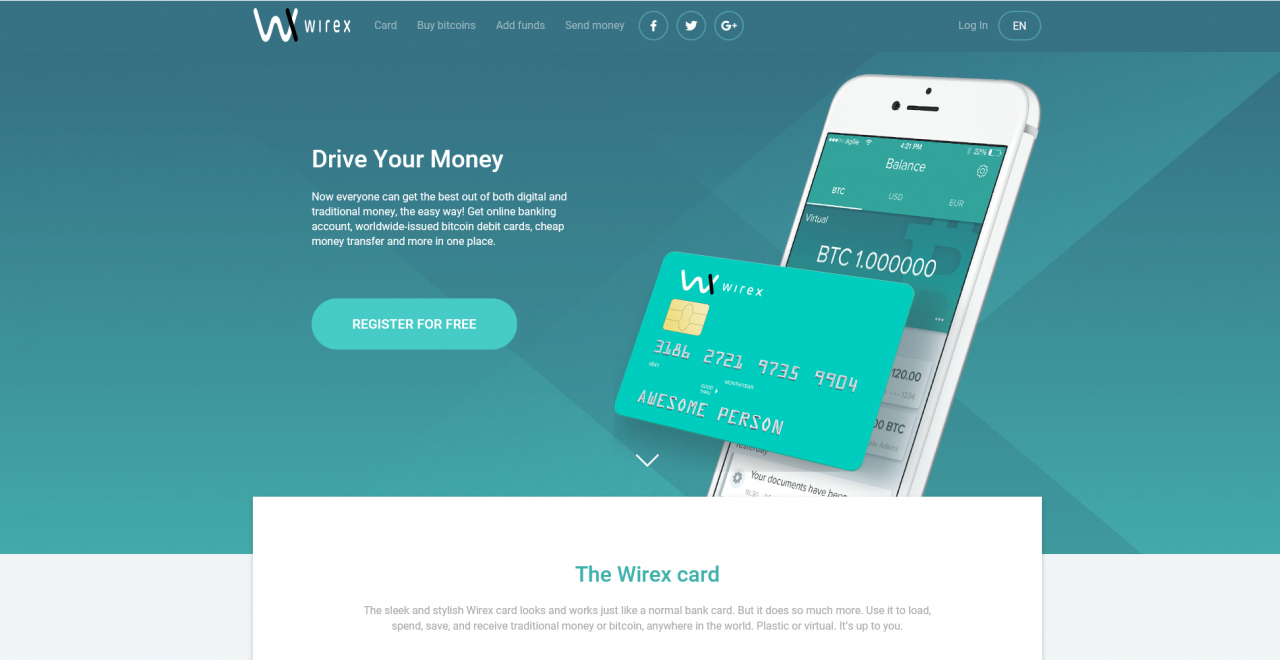 wirex Card Buy bitcoins Add funds Send money f G+ Log In EN
Drive Your Money
Now everyone can get the best out of both digital and
traditional money, the easy way! Get online banking
account, worldwide-issued bitcoin debit cards, cheap
money transfer and more in one place.
REGISTER FOR FREE
Agile 4:21 PM 22%
Balance
BTC USD EUR
Virtual
BTC 1.000000
120.00
00 BTC
Yesterday
Your documents have been
wirex
3186 2721 9735 9904
4841
GOOD THRU MONTH/YEAR
AWESOME PERSON
The Wirex card
The sleek and stylish Wirex card looks and works just like a normal bank card. But it does so much more. Use it to load,
spend, save, and receive traditional money or bitcoin, anywhere in the world. Plastic or virtual. It's up to you.